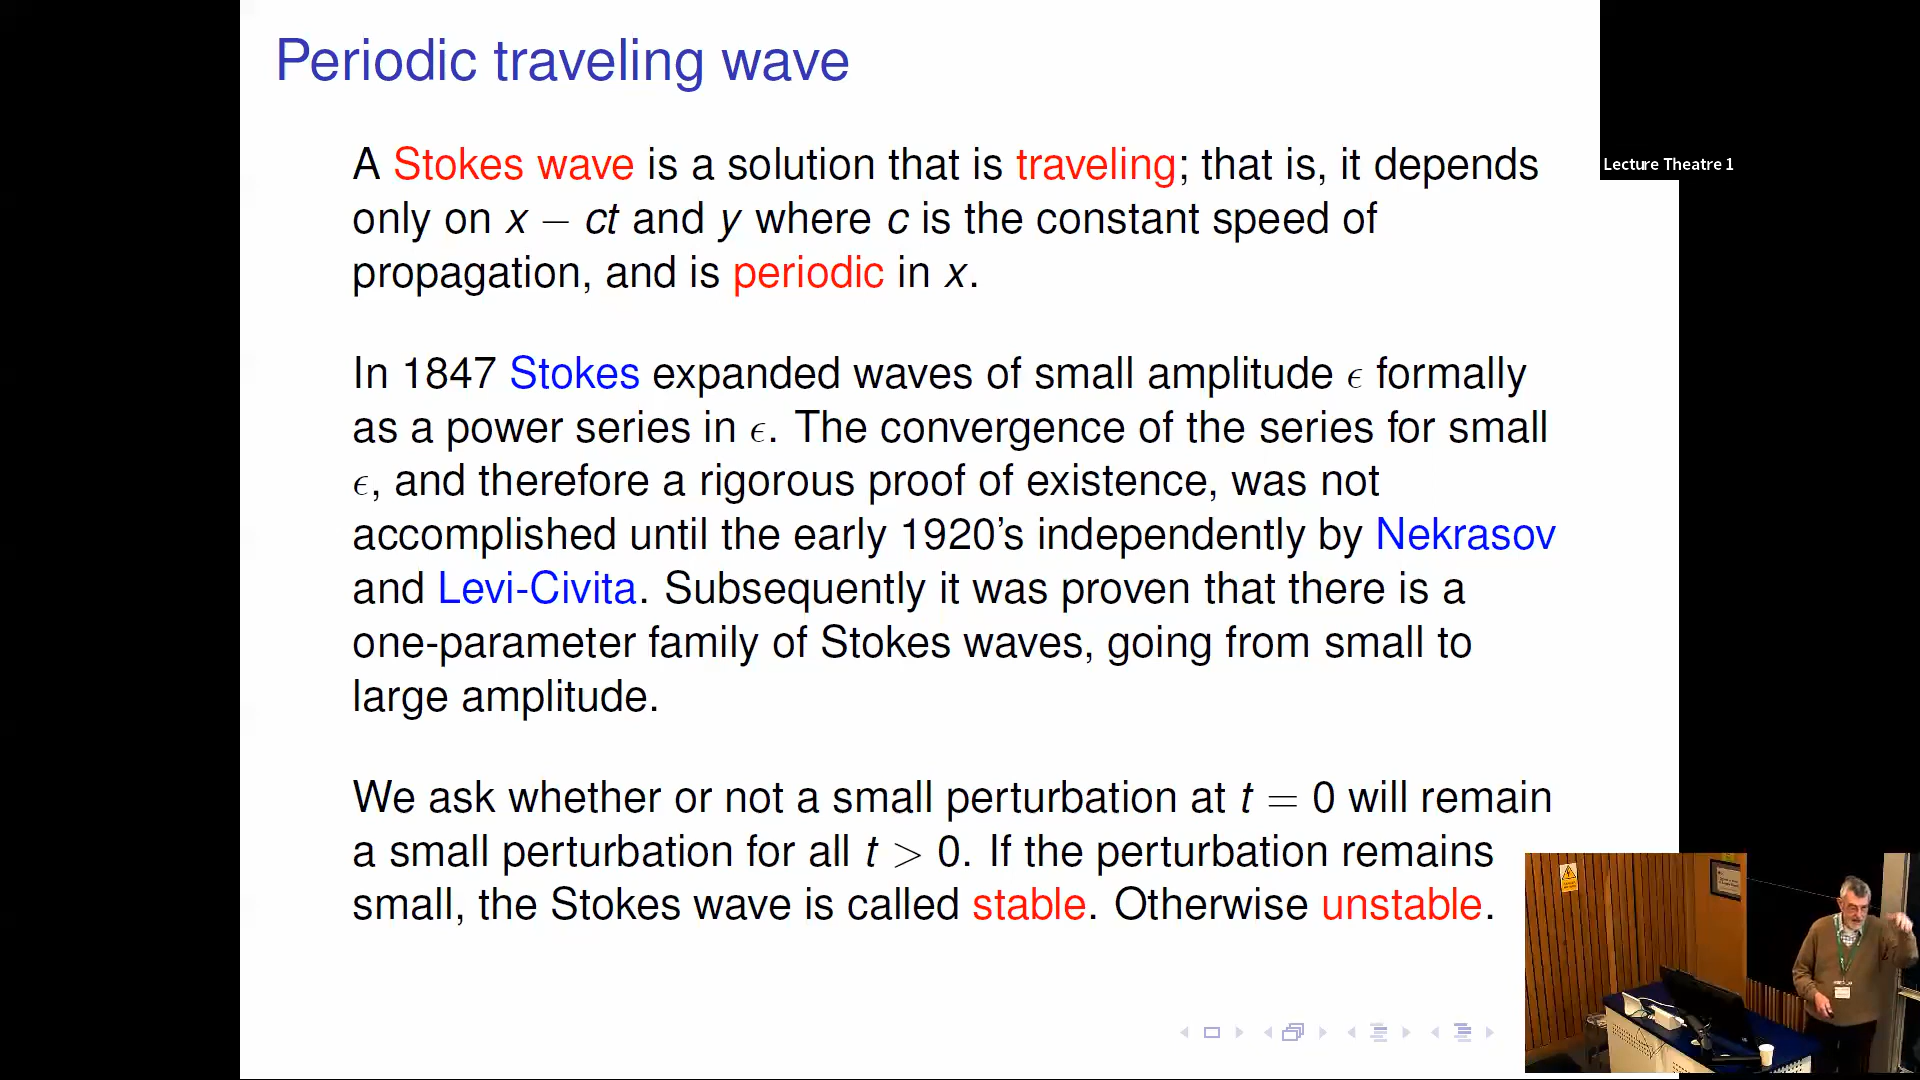 Periodic traveling wave
A Stokes wave is a solution that is traveling; that is, it depends
only on x − ct and y where c is the constant speed of
propagation, and is periodic in x.
In 1847 Stokes expanded waves of small amplitude ϵ formally
as a power series in ϵ. The convergence of the series for small
ϵ, and therefore a rigorous proof of existence, was not
accomplished until the early 1920's independently by Nekrasov
and Levi-Civita. Subsequently it was proven that there is a
one-parameter family of Stokes waves, going from small to
large amplitude.
We ask whether or not a small perturbation at t = 0 will remain
a small perturbation for all t > 0. If the perturbation remains
small, the Stokes wave is called stable. Otherwise unstable.
Lecture Theatre 1